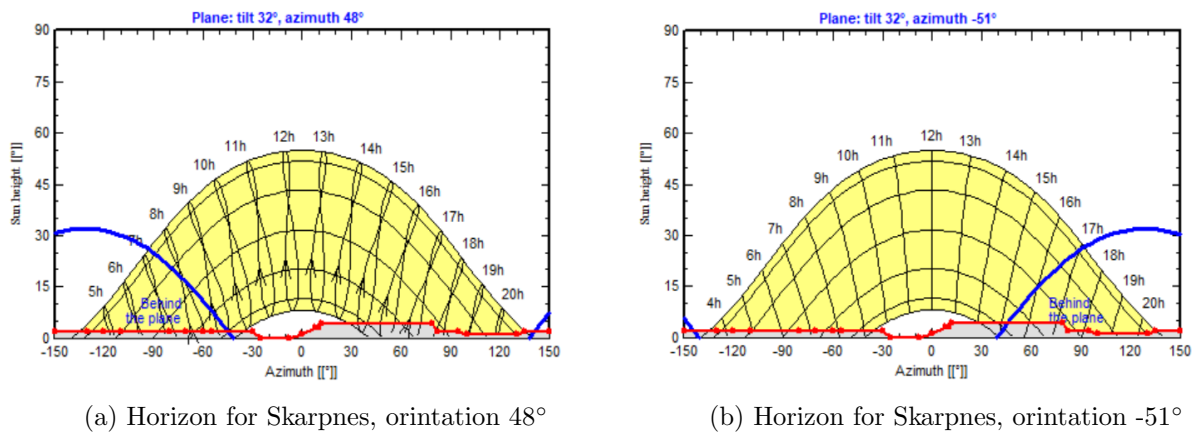 Plane: tilt 32°, azimuth 48°
90
75
60
45
30
15
0
Sun height [[°]]
5h
6h
7h
8h
9h
10h
11h
12h
13h
14h
15h
16h
17h
18h
19h
20h
Behind
the plane
-150 -120 -90 -60 -30 0 30 60 90 120 150
Azimuth [[°]]
(a) Horizon for Skarpnes, orintation 48°
Plane: tilt 32°, azimuth -51°
90
75
60
45
30
15
0
Sun height [[°]]
4h
5h
6h
7h
8h
9h
10h
11h
12h
13h
14h
15h
16h
17h
18h
19h
20h
Behind
the plane
-150 -120 -90 -60 -30 0 30 60 90 120 150
Azimuth [[°]]
(b) Horizon for Skarpnes, orintation -51°